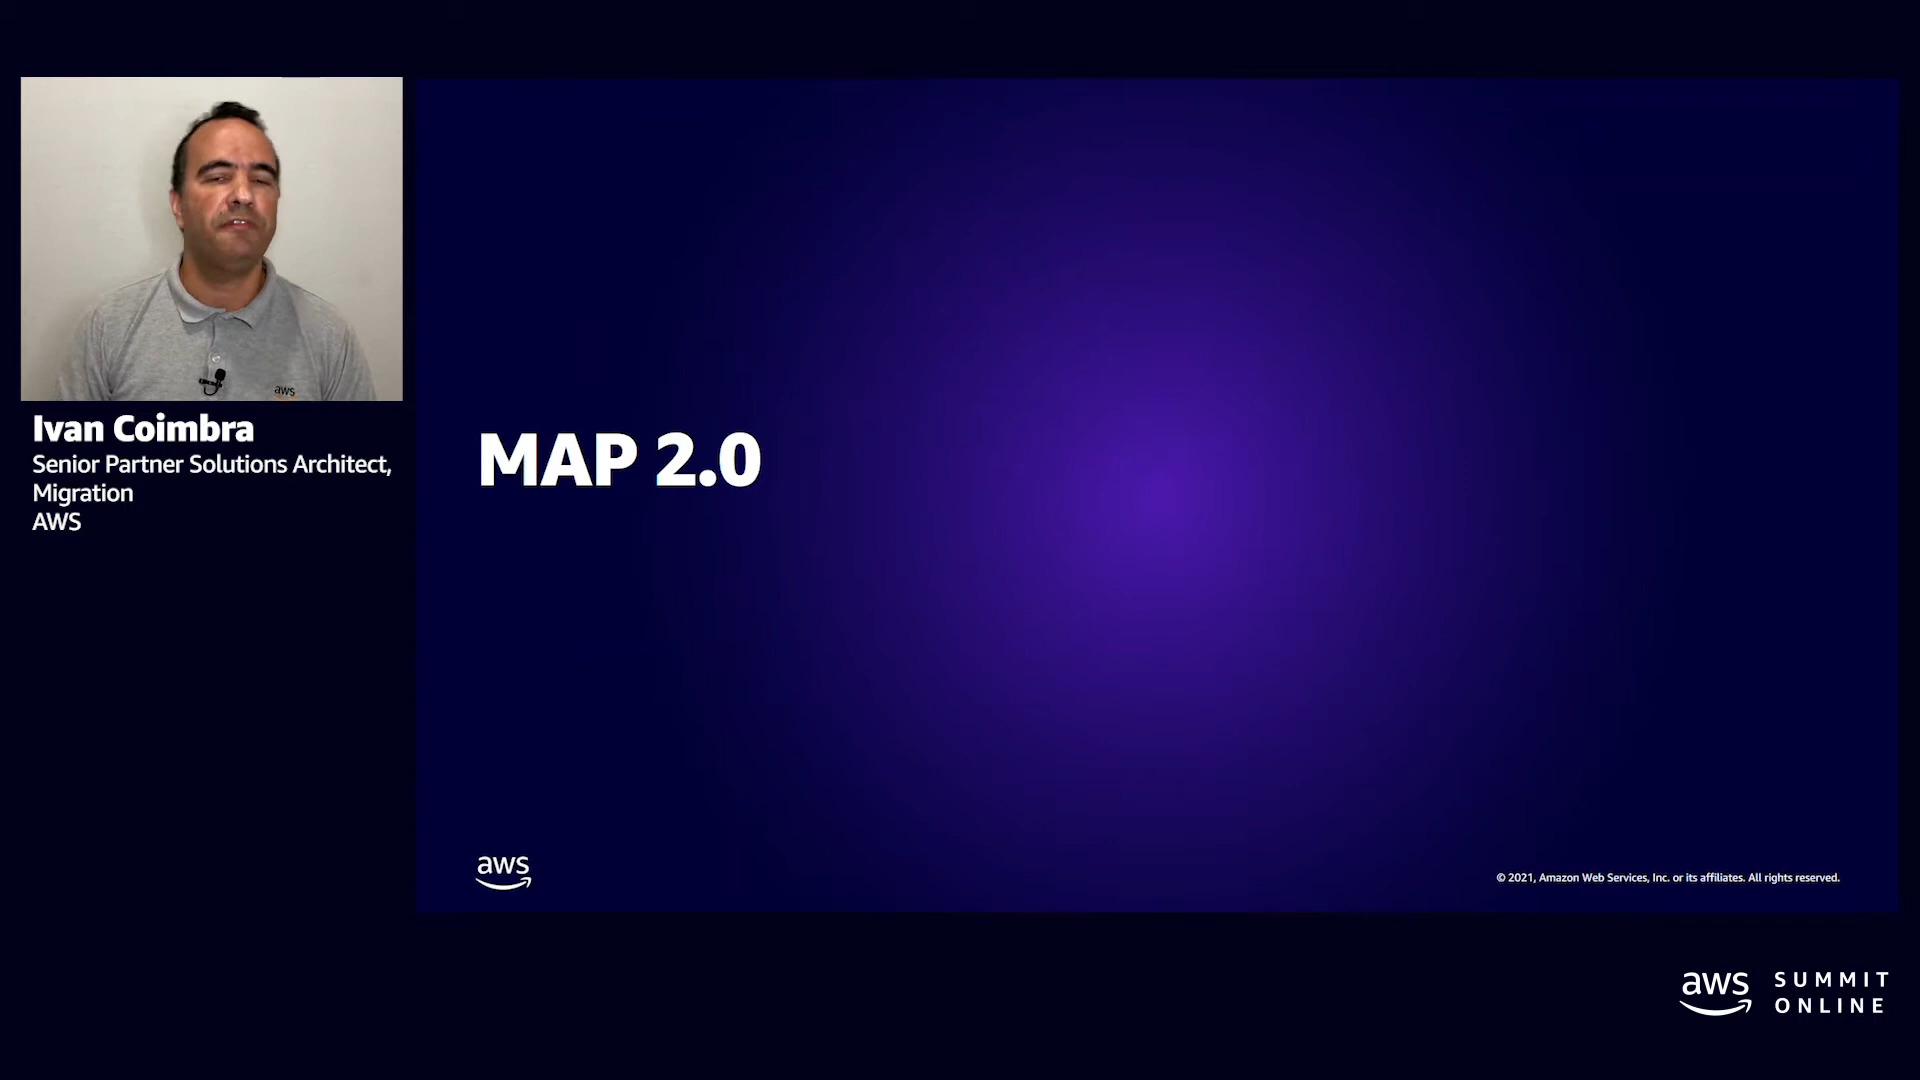 aws
Ivan Coimbra
Senior Partner Solutions Architect,
Migration
AWS
MAP 2.0
aws
© 2021, Amazon Web Services, Inc. or its affiliates. All rights reserved.
aws SUMMIT
ONLINE